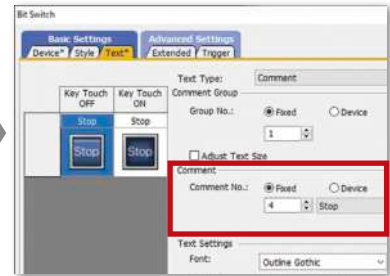 Bit Switch
Basic Settings Advanced Settings
Device* Style Text* Extended Trigger
Key Touch OFF Key Touch ON
Stop Stop
Stop Stop
Text Type: Comment
Comment Group
Group No.: Fixed Device
1
Adjust Text Size
Comment
Comment No.: Fixed Device
4 Stop
Text Settings
Font: Outline Gothic